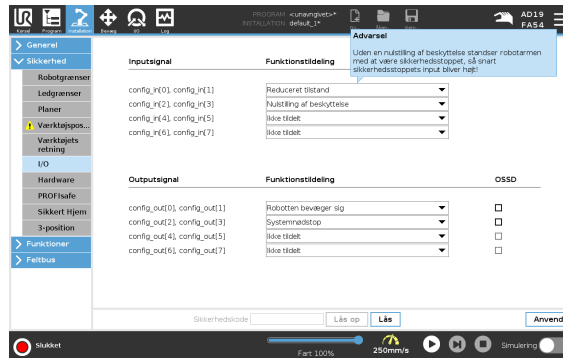 PROGRAM <unavngivet>*
INSTALLATION default_1*
AD19
FA54
Kørsel Program Installation Bevæg I/O Log
Advarsel
Uden en nulstilling af beskyttelse standser robotarmen
med at være sikkerhedsstoppet, så snart
sikkerhedsstoppets input bliver højt!
Generel
Sikkerhed
Robotgrænser
Ledgrænser
Planer
Værktøjspos...
Værktøjets
retning
I/O
Hardware
PROFIsafe
Sikkert Hjem
3-position
Funktioner
Feltbus
Inputsignal Funktionstildeling
config_in[0], config_in[1] Reduceret tilstand
config_in[2], config_in[3] Nulstilling af beskyttelse
config_in[4], config_in[5] Ikke tildelt
config_in[6], config_in[7] Ikke tildelt
Outputsignal Funktionstildeling OSSD
config_out[0], config_out[1] Robotten bevæger sig
config_out[2], config_out[3] Systemnødstop
config_out[4], config_out[5] Ikke tildelt
config_out[6], config_out[7] Ikke tildelt
Sikkerhedskode Lås op Lås Anvend
Slukket
Fart 100%
250mm/s
Simulering